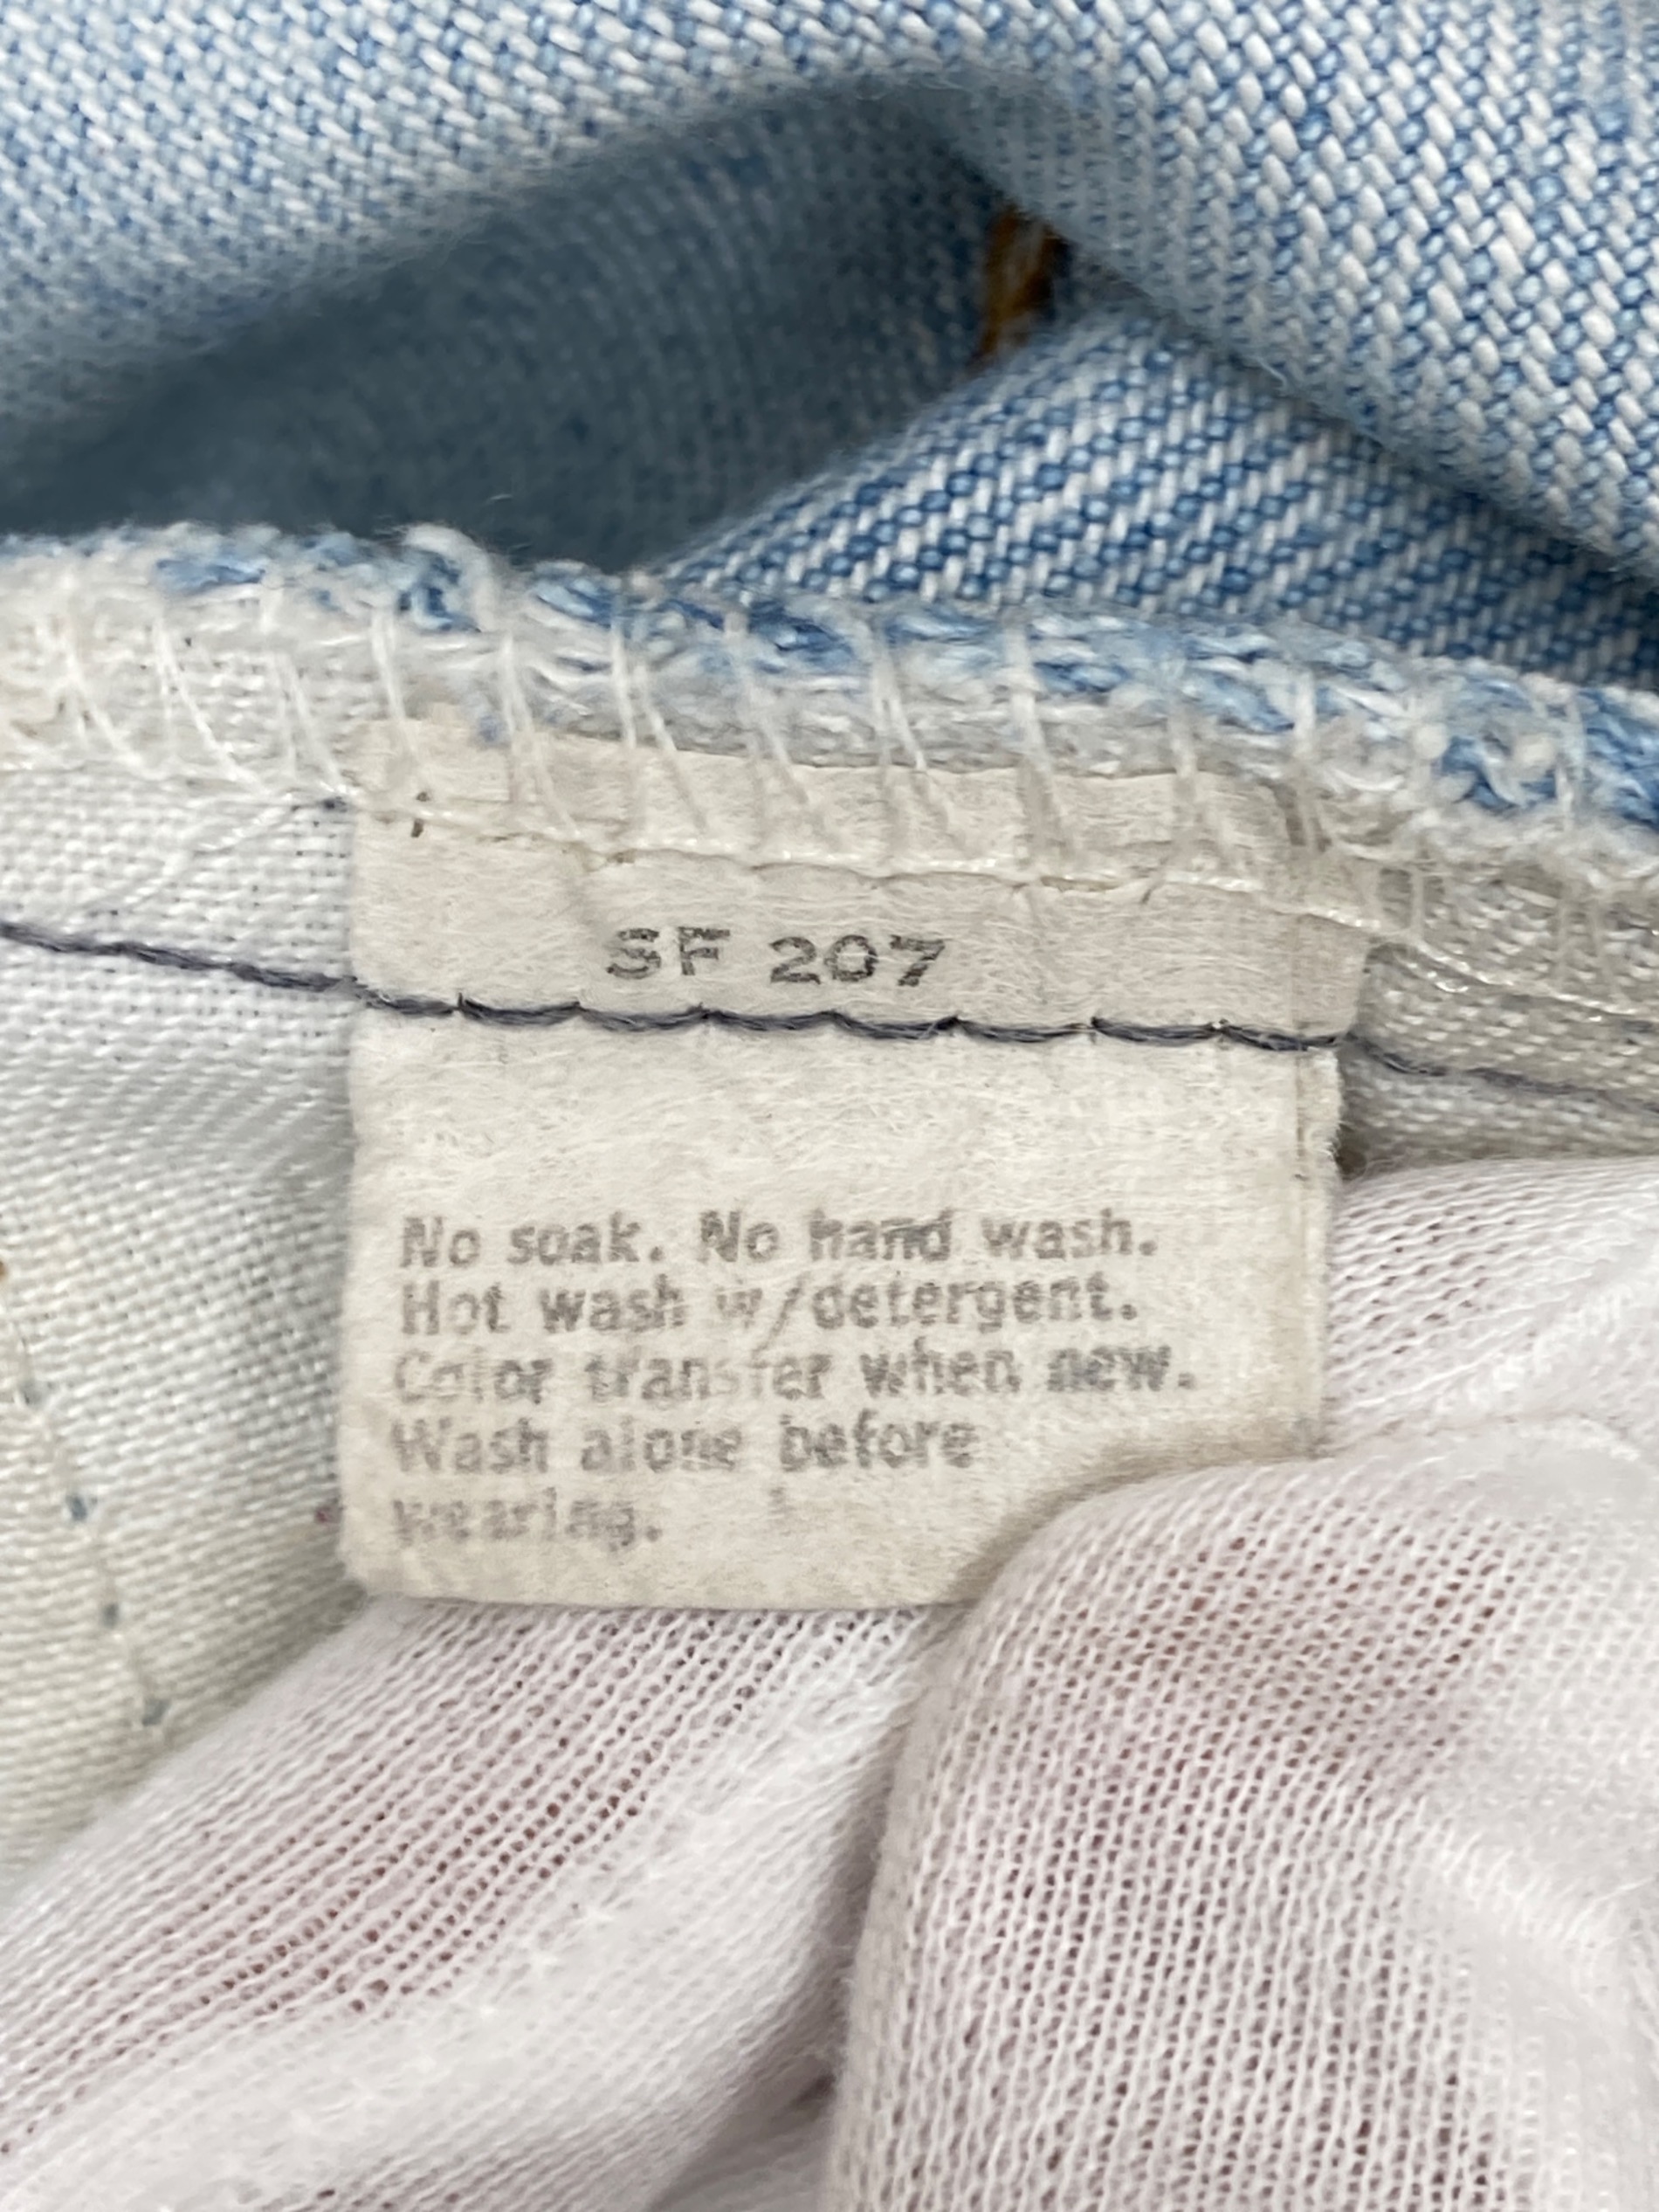 SF 207
No soak. No hand wash.
Hot wash w/detergent.
Color transfer when new.
Wash alone before
wearing.